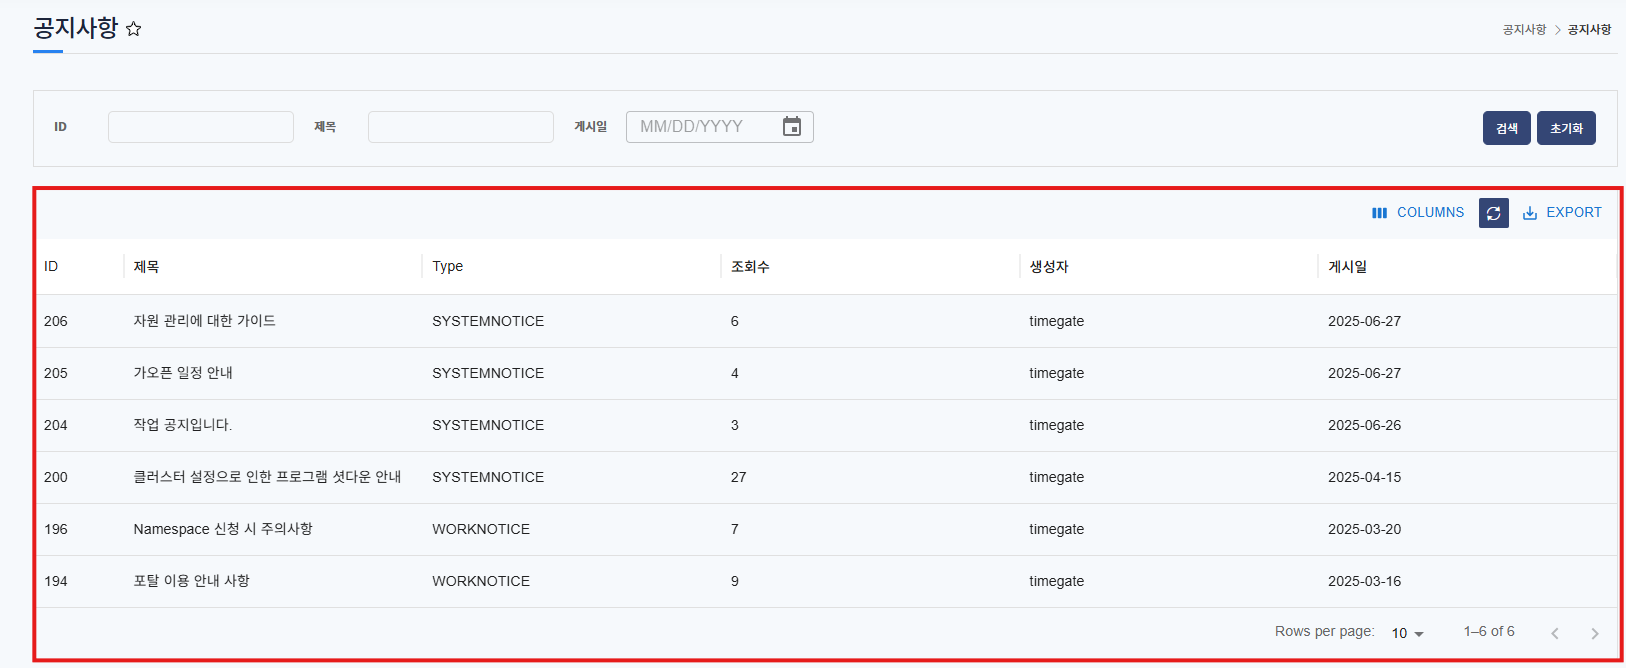 공지사항
공지사항 > 공지사항
ID 제목 게시일 MM/DD/YYYY 검색 초기화
COLUMNS EXPORT
ID 제목 Type 조회수 생성자 게시일
206 자원 관리에 대한 가이드 SYSTEMNOTICE 6 timegate 2025-06-27
205 가오픈 일정 안내 SYSTEMNOTICE 4 timegate 2025-06-27
204 작업 공지입니다. SYSTEMNOTICE 3 timegate 2025-06-26
200 클러스터 설정으로 인한 프로그램 셧다운 안내 SYSTEMNOTICE 27 timegate 2025-04-15
196 Namespace 신청 시 주의사항 WORKNOTICE 7 timegate 2025-03-20
194 포탈 이용 안내 사항 WORKNOTICE 9 timegate 2025-03-16
Rows per page: 10 1–6 of 6